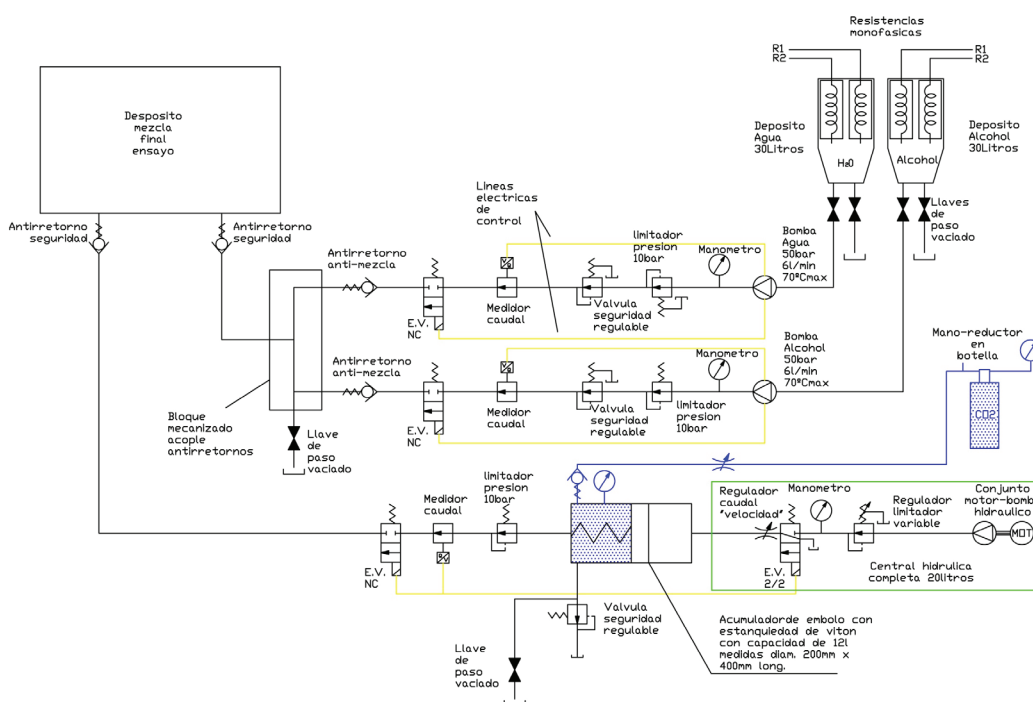 Resistencias
monofasicas
R1
R2
R1
R2
Desposito
mezcla
final
ensayo
Deposito
Agua
30Litros
H2O
Alcohol
Deposito
Alcohol
30Litros
Lineas
electricas
de
control
Llaves
de
paso
vaciado
Antirretorno
seguridad
Antirretorno
seguridad
Antirretorno
anti-mezcla
limitador
presion
10bar
Manometro
Bomba
Agua
50bar
6l/min
70ºCmax
E.V.
NC
Medidor
caudal
Valvula
seguridad
regulable
Mano-reductor
en
botella
Antirretorno
anti-mezcla
Manometro
Bomba
Alcohol
50bar
6l/min
70ºCmax
CO2
Bloque
mecanizado
acople
antirretornos
Llave
de
paso
vaciado
E.V.
NC
Medidor
caudal
Valvula
seguridad
regulable
limitador
presion
10bar
Medidor
caudal
limitador
presion
10bar
Regulador
caudal
"velocidad"
Manometro
Regulador
limitador
variable
Conjunto
motor-bomb
hidraulico
MOT
E.V.
NC
E.V.
2/2
Central hidrulica
completa 20litros
Valvula
seguridad
regulable
Llave
de
paso
vaciado
Acumuladorde embolo con
estanquiedad de viton
con capacidad de 12l
medidas diam. 200mm x
400mm long.